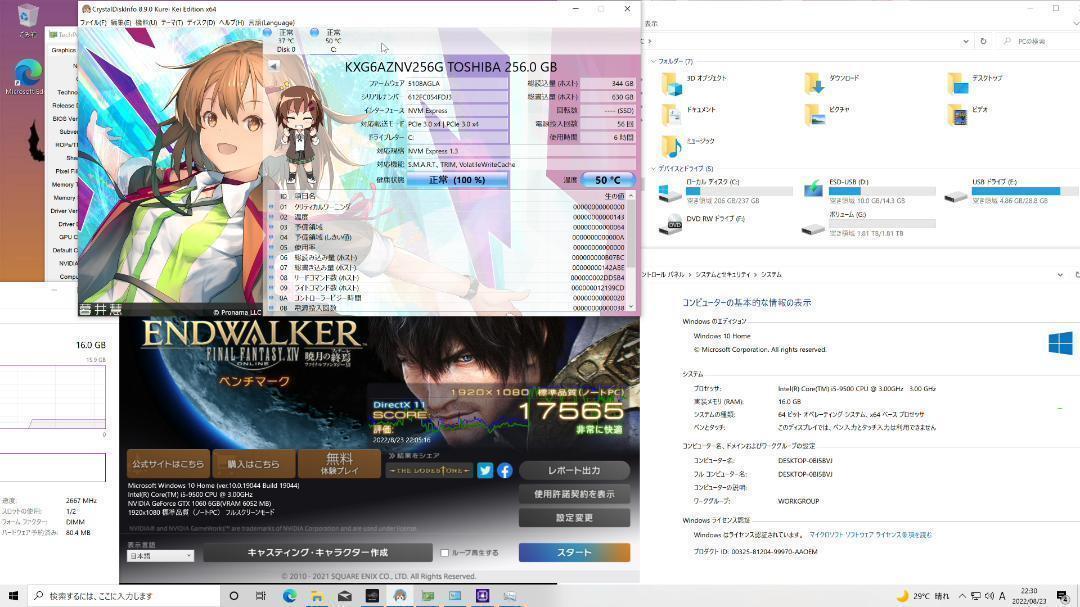 ごみ箱
Microsoft Ed
TechP
Graphics
Techno
Release D
BIOS Ver
Subve
ROPs/T
Sha
Pixel Fil
Memory T
Memory
Driver Ver
Driver D
GPU C
Default C
NVIDI
Compu
CrystalDiskInfo 8.9.0 Kurei Kei Edition x64
ファイル(F) 編集(E) 機能(U) テーマ(T) ディスク(D) ヘルプ(H) 言語(Language)
正常
37 °C
Disk 0
正常
50 °C
C:
KXG6AZNV256G TOSHIBA 256.0 GB
ファームウェア 5108AGLA
シリアルナンバー 612FC054FDJ3
インターフェース NVM Express
対応転送モード PCIe 3.0 x4 | PCIe 3.0 x4
ドライブレター C:
対応規格 NVM Express 1.3
対応機能 S.M.A.R.T., TRIM, VolatileWriteCache
健康状態 正常 (100 %)
総読込量 (ホスト) 344 GB
総書込量 (ホスト) 630 GB
回転数 ---- (SSD)
電源投入回数 56 回
使用時間 6 時間
温度 50 °C
ID 項目名 生の値
01 クリティカルワーニング 00000000000000
02 温度 00000000000143
03 予備領域 00000000000064
04 予備領域 (しきい値) 0000000000000A
05 使用率 00000000000000
06 総読み込み量 (ホスト) 000000000B07BC
07 総書き込み量 (ホスト) 000000000142ABE
08 リードコマンド数 (ホスト) 000000002DD5B4
09 ライトコマンド数 (ホスト) 000000012199CD
0A コントローラービジー時間 00000000000020
0B 電源投入回数 00000000000038
暮井慧
© Pronama LLC
表示
PCの検索
フォルダー (7)
3D オブジェクト
ダウンロード
デスクトップ
ドキュメント
ピクチャ
ビデオ
ミュージック
デバイスとドライブ (5)
ローカル ディスク (C:)
空き領域 206 GB/237 GB
ESD-USB (D:)
空き領域 10.0 GB/14.3 GB
USB ドライブ (E:)
空き領域 4.86 GB/28.8 GB
DVD RW ドライブ (F:)
ボリューム (G:)
空き領域 1.81 TB/1.81 TB
ントロール パネル › システムとセキュリティ › システム
コンピューターの基本的な情報の表示
Windows のエディション
Windows 10 Home
© Microsoft Corporation. All rights reserved.
システム
プロセッサ: Intel(R) Core(TM) i5-9500 CPU @ 3.00GHz 3.00 GHz
実装メモリ (RAM): 16.0 GB
システムの種類: 64 ビット オペレーティング システム、x64 ベース プロセッサ
ペンとタッチ: このディスプレイでは、ペン入力とタッチ入力は利用できません
コンピューター名、ドメインおよびワークグループの設定
コンピューター名: DESKTOP-0BI5BVJ
フル コンピューター名: DESKTOP-0BI5BVJ
コンピューターの説明:
ワークグループ: WORKGROUP
Windows ライセンス認証
Windows はライセンス認証されています。 マイクロソフト ソフトウェア ライセンス条項を読む
プロダクト ID: 00325-81204-99970-AAOEM
16.0 GB
15.9 GB
0
速度: 2667 MHz
スロットの使用: 1/2
フォーム ファクター: DIMM
ハードウェア予約済み: 80.4 MB
ENDWALKER
FINAL FANTASY XIV
ONLINE
暁月の終焉
ベンチマーク
1920x1080 標準品質(ノートPC)
DirectX 11
SCORE: 17565
評価: 非常に快適
2022/8/23 22:05:16
公式サイトはこちら
購入はこちら
無料
体験プレイ
結果をシェア
THE LODESTONE
Microsoft Windows 10 Home (ver.10.0.19044 Build 19044)
Intel(R) Core(TM) i5-9500 CPU @ 3.00GHz
NVIDIA GeForce GTX 1060 6GB(VRAM 6052 MB)
1920x1080 標準品質（ノートPC）フルスクリーンモード
NVIDIA® and NVIDIA GameWorks™ are trademarks of NVIDIA Corporation and are used under license.
レポート出力
使用許諾契約を表示
設定変更
表示言語
日本語
キャスティング・キャラクター作成
ループ再生する
スタート
© 2010 - 2021 SQUARE ENIX CO., LTD. All Rights Reserved.
検索するには、ここに入力します
29°C 晴れ
A
22:30
2022/08/23
4